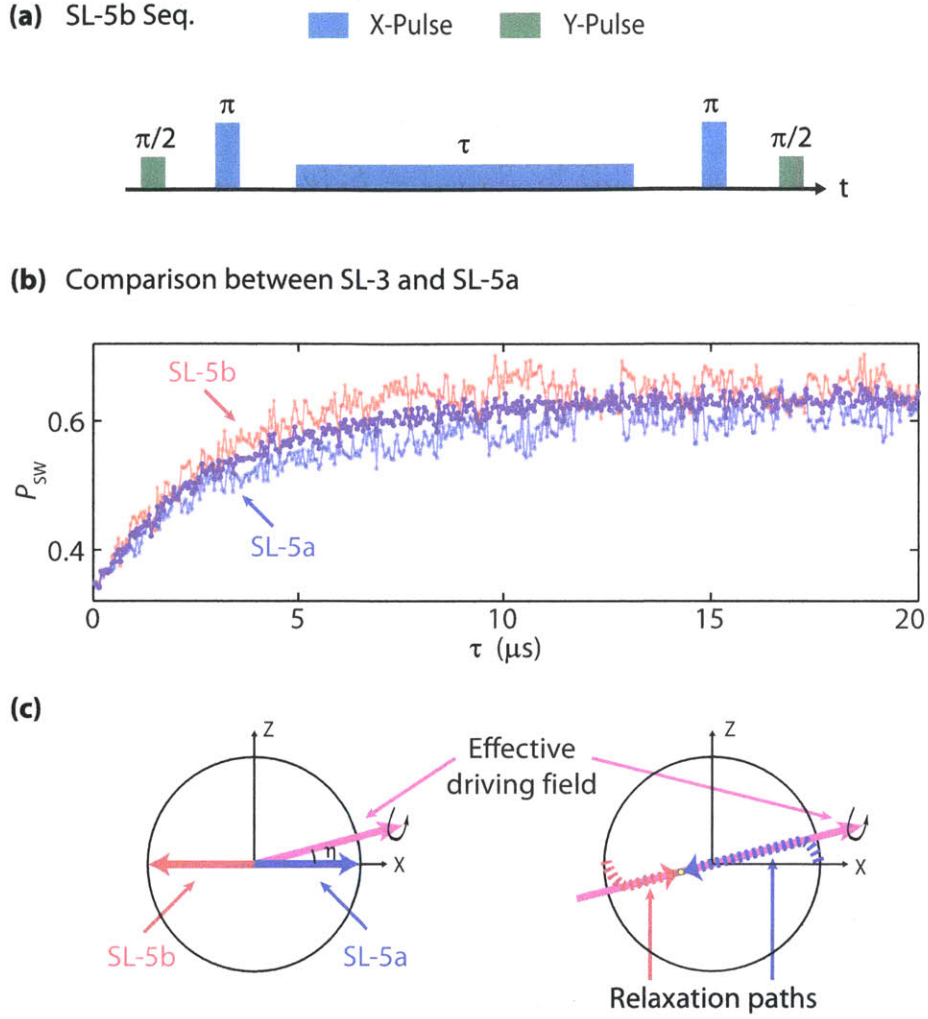 (a) SL-5b Seq.
X-Pulse
Y-Pulse
π/2
π
τ
π
π/2
t
(b) Comparison between SL-3 and SL-5a
SL-5b
SL-5a
0.6
0.4
P_sw
0
5
10
15
20
τ (μs)
(c)
Z
X
η
SL-5b
SL-5a
Effective
driving field
Z
X
Relaxation paths